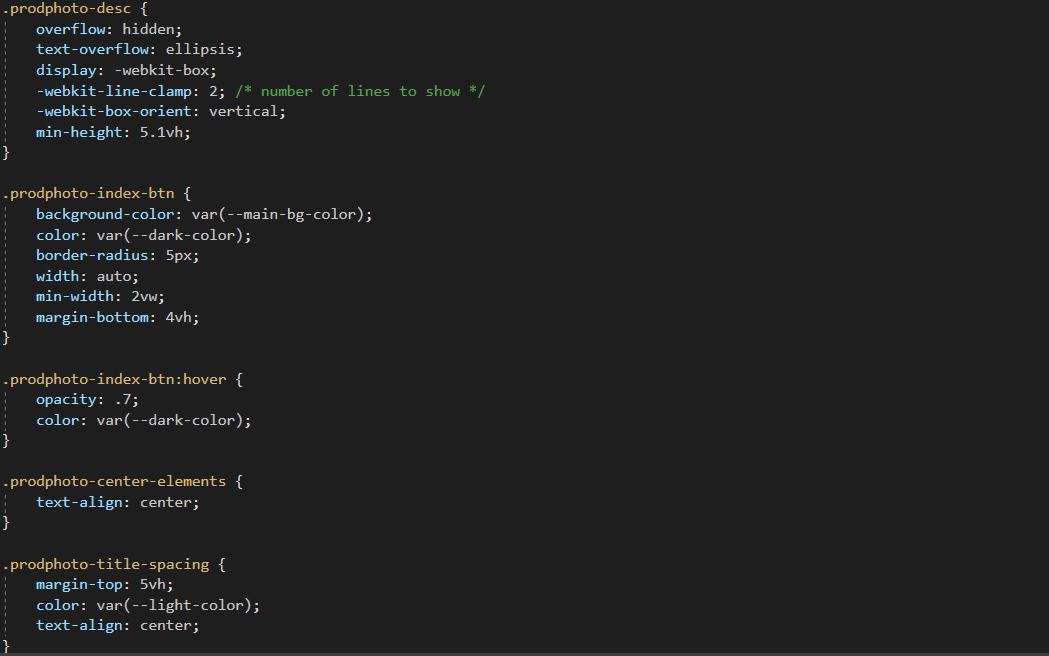 .prodphoto-desc {
    overflow: hidden;
    text-overflow: ellipsis;
    display: -webkit-box;
    -webkit-line-clamp: 2; /* number of lines to show */
    -webkit-box-orient: vertical;
    min-height: 5.1vh;
}

.prodphoto-index-btn {
    background-color: var(--main-bg-color);
    color: var(--dark-color);
    border-radius: 5px;
    width: auto;
    min-width: 2vw;
    margin-bottom: 4vh;
}

.prodphoto-index-btn:hover {
    opacity: .7;
    color: var(--dark-color);
}

.prodphoto-center-elements {
    text-align: center;
}

.prodphoto-title-spacing {
    margin-top: 5vh;
    color: var(--light-color);
    text-align: center;
}